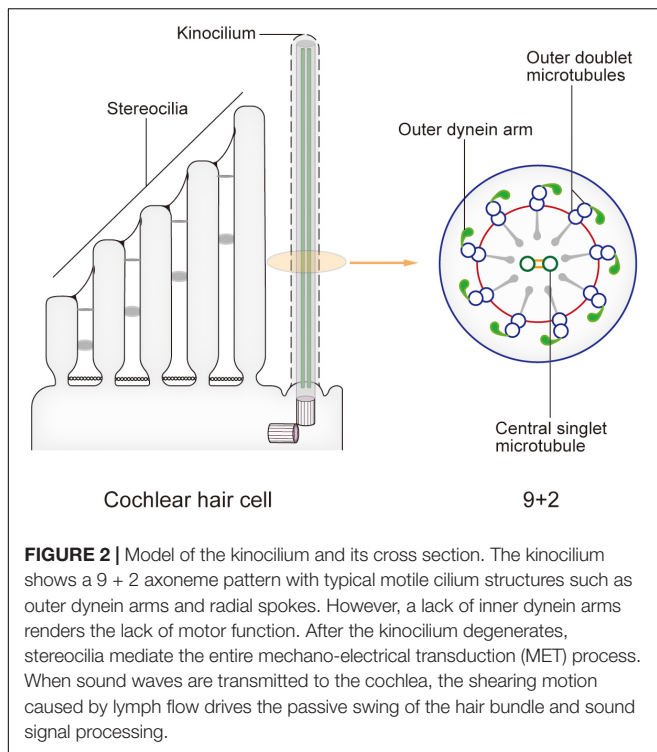 Kinocilium
Stereocilia
Outer doublet
microtubules
Outer dynein arm
Central singlet
microtubule
Cochlear hair cell
9+2
FIGURE 2 | Model of the kinocilium and its cross section. The kinocilium
shows a 9 + 2 axoneme pattern with typical motile cilium structures such as
outer dynein arms and radial spokes. However, a lack of inner dynein arms
renders the lack of motor function. After the kinocilium degenerates,
stereocilia mediate the entire mechano-electrical transduction (MET) process.
When sound waves are transmitted to the cochlea, the shearing motion
caused by lymph flow drives the passive swing of the hair bundle and sound
signal processing.